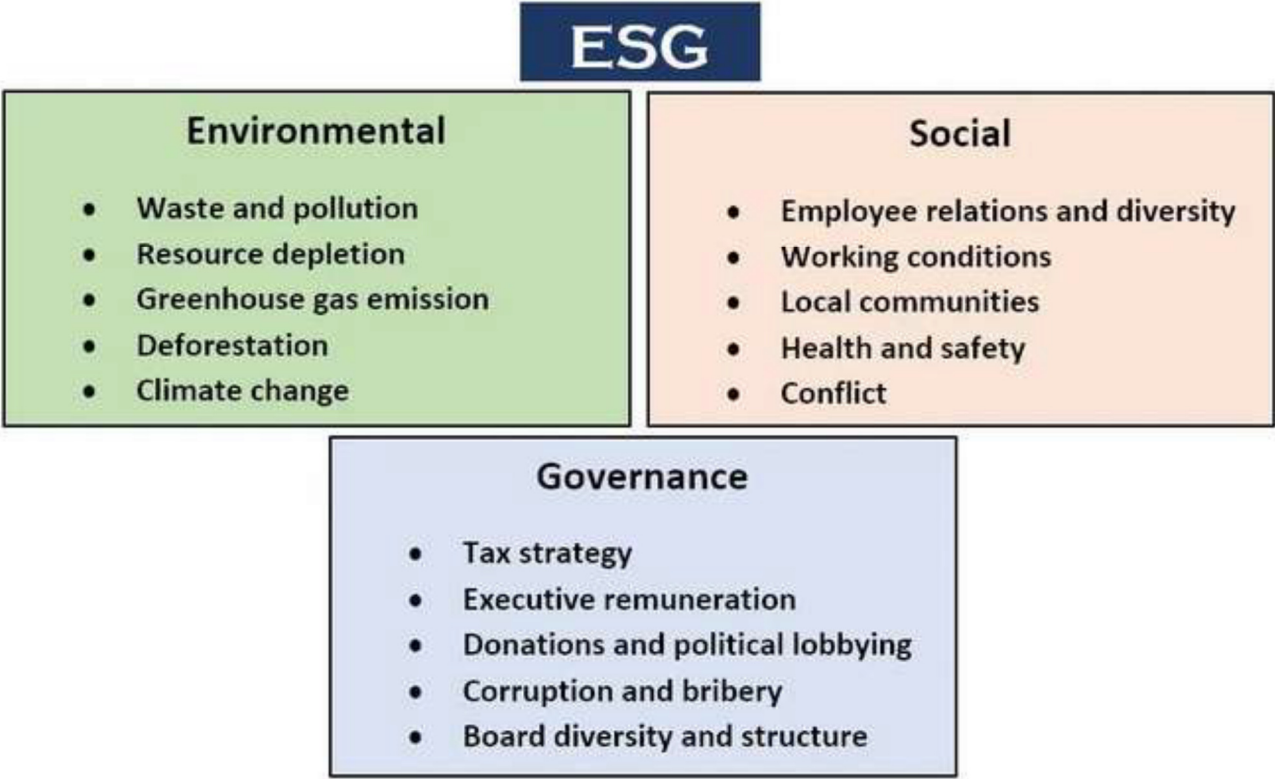 ESG
Environmental
• Waste and pollution
• Resource depletion
• Greenhouse gas emission
• Deforestation
• Climate change
Social
• Employee relations and diversity
• Working conditions
• Local communities
• Health and safety
• Conflict
Governance
• Tax strategy
• Executive remuneration
• Donations and political lobbying
• Corruption and bribery
• Board diversity and structure